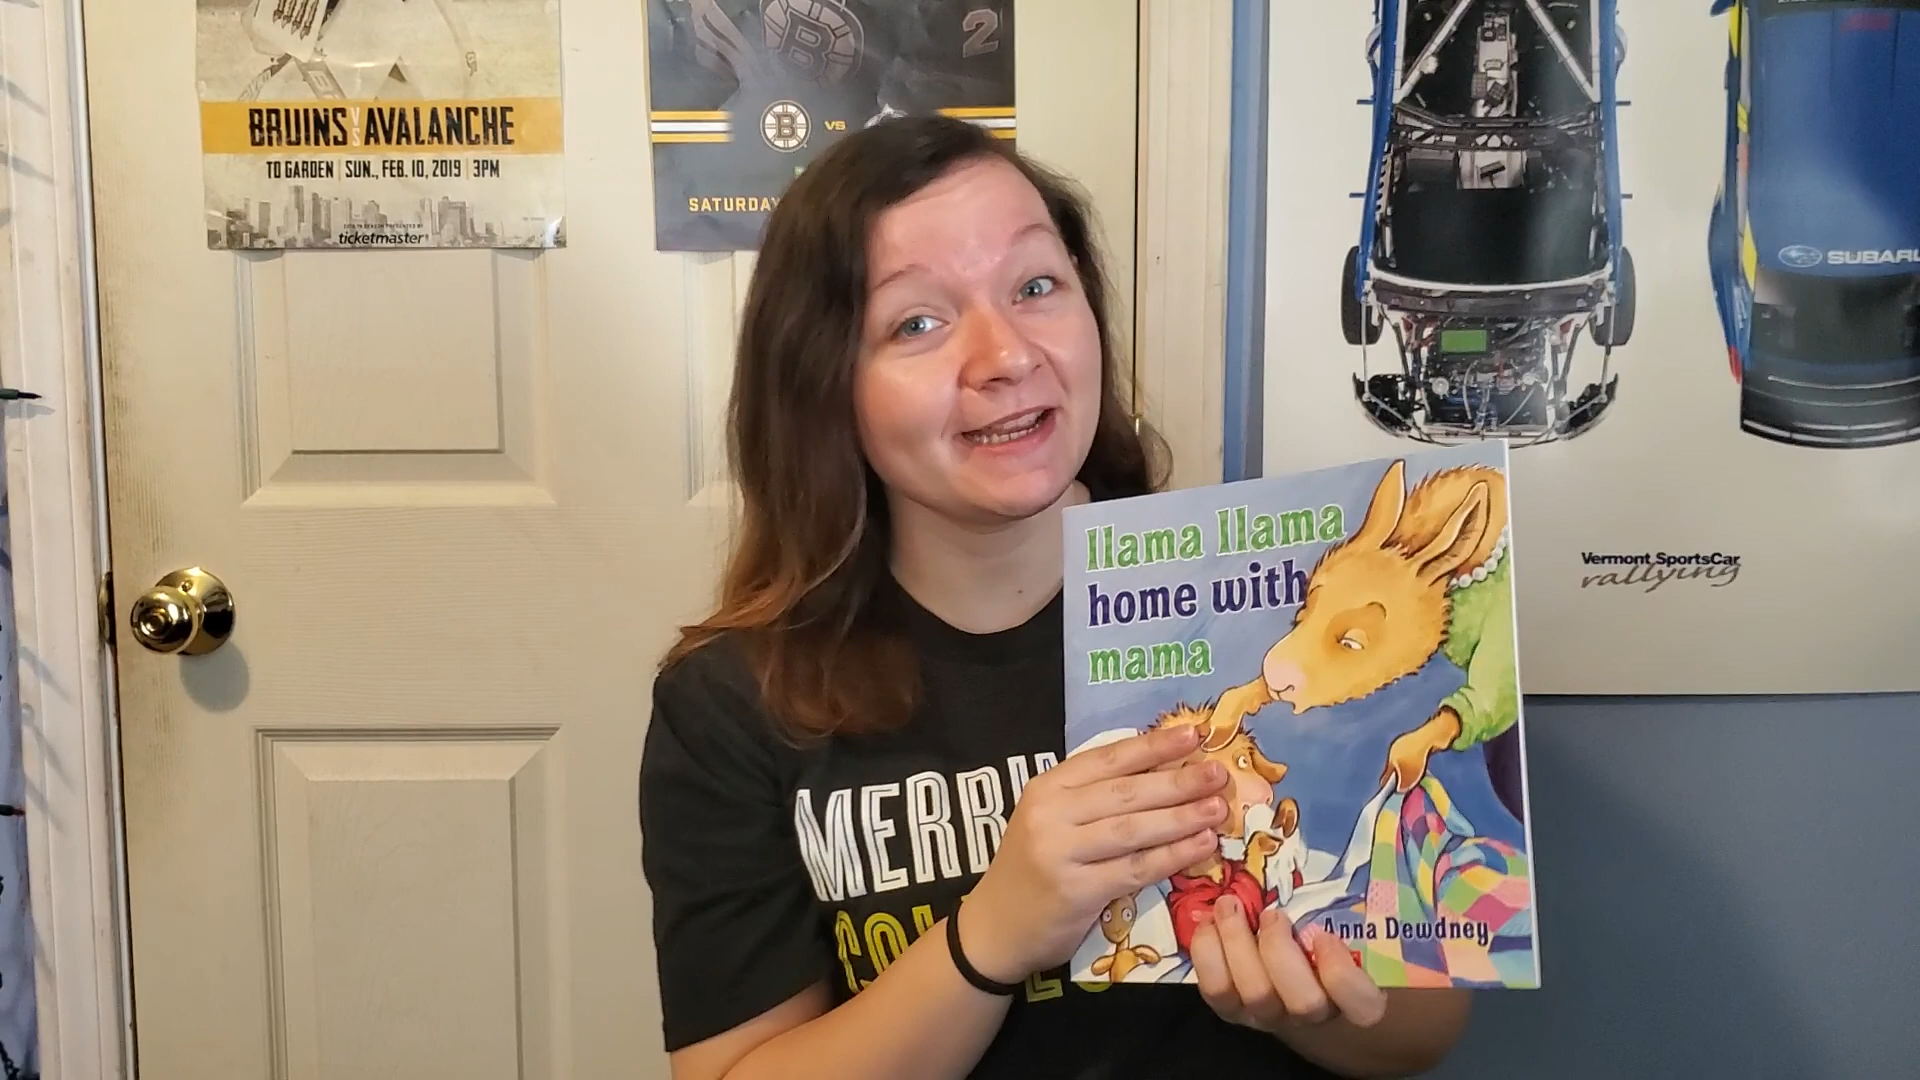 BRUINS VS AVALANCHE
TD GARDEN | SUN., FEB. 10, 2019 | 3PM
ticketmaster
2
B
B VS
SATURDAY
SUBARU
Vermont SportsCar
rallying
llama llama
home with
mama
Anna Dewdney
MERRI
CO